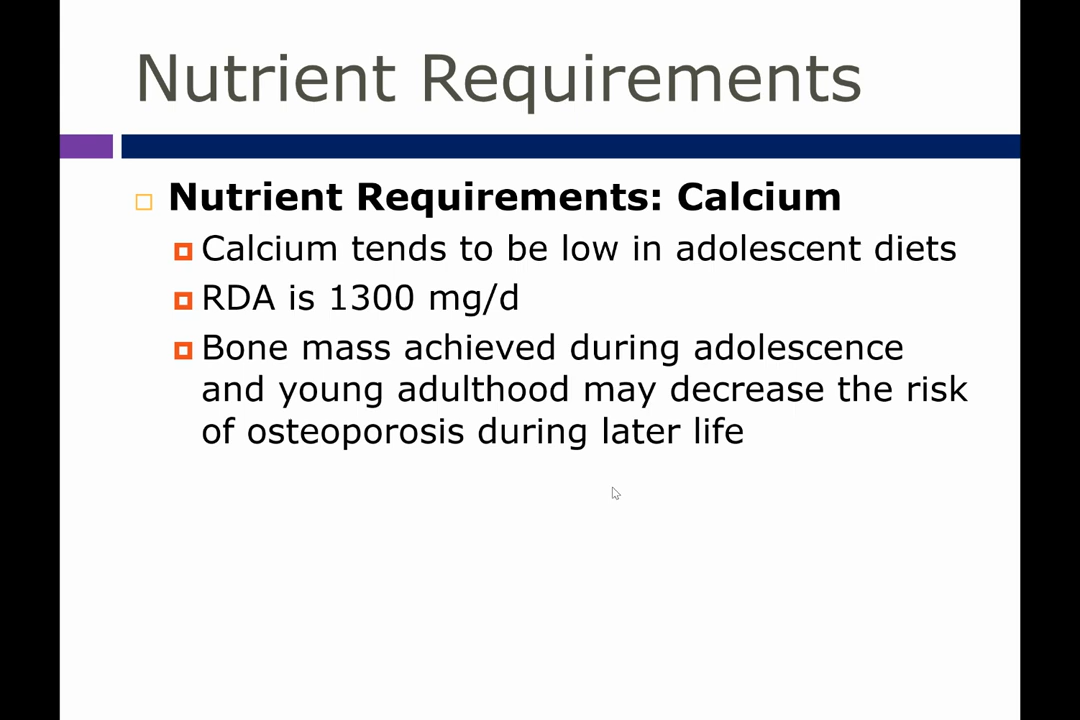 Nutrient Requirements
Nutrient Requirements: Calcium
Calcium tends to be low in adolescent diets
RDA is 1300 mg/d
Bone mass achieved during adolescence
and young adulthood may decrease the risk
of osteoporosis during later life